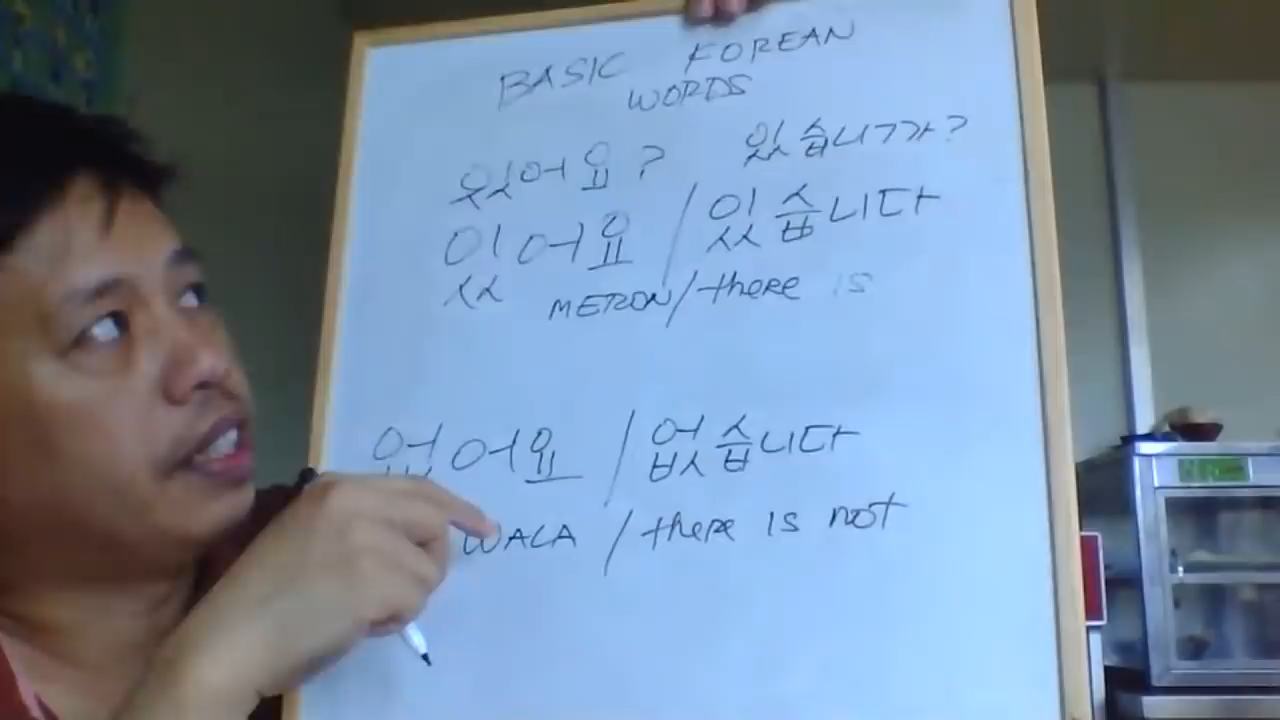 BASIC KOREAN
WORDS
있어요? 있습니까?
있어요 / 있습니다
MERON / there is
없어요 / 없습니다
WALA / there is not